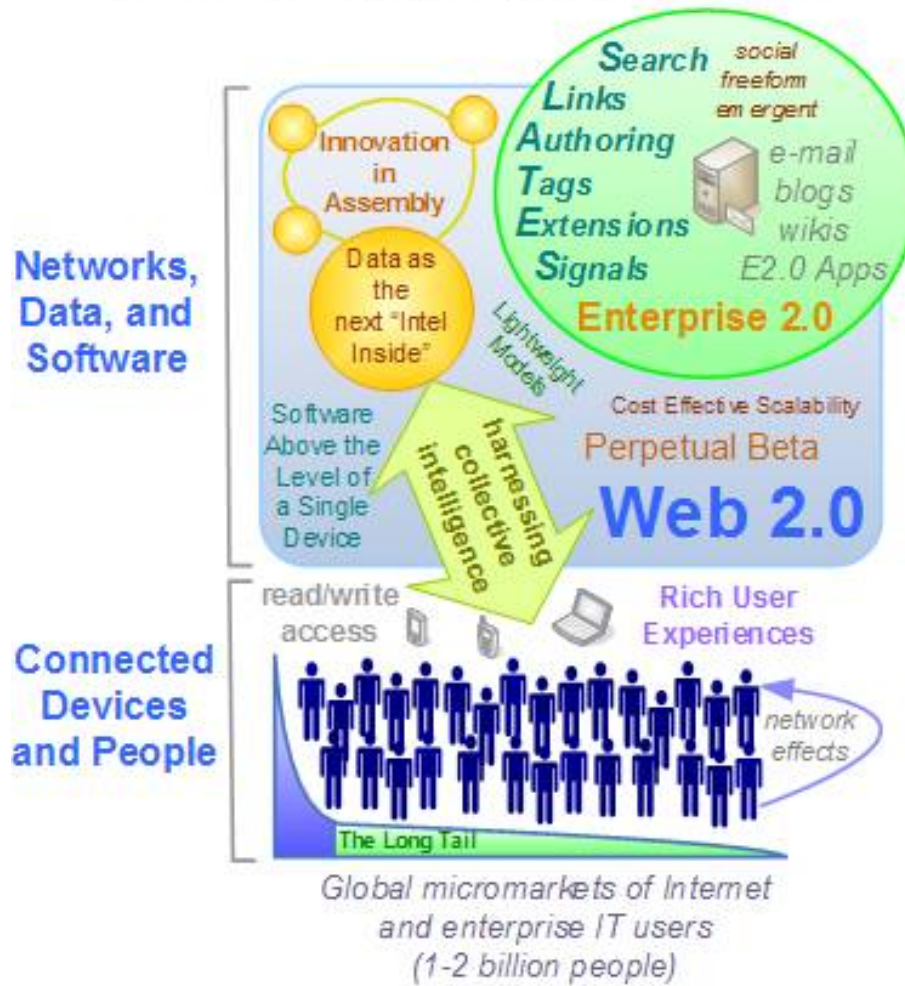 Search
Links
Authoring
Tags
Extensions
Signals
social
freeform
emergent
e-mail
blogs
wikis
E2.0 Apps
Enterprise 2.0
Innovation
in
Assembly
Data as
the
next “Intel
Inside”
Networks,
Data, and
Software
Lightweight
Models
Software
Above the
Level of
a Single
Device
harnessing
collective
intelligence
Cost Effective Scalability
Perpetual Beta
Web 2.0
read/write
access
Rich User
Experiences
Connected
Devices
and People
network
effects
The Long Tail
Global micromarkets of Internet
and enterprise IT users
(1-2 billion people)